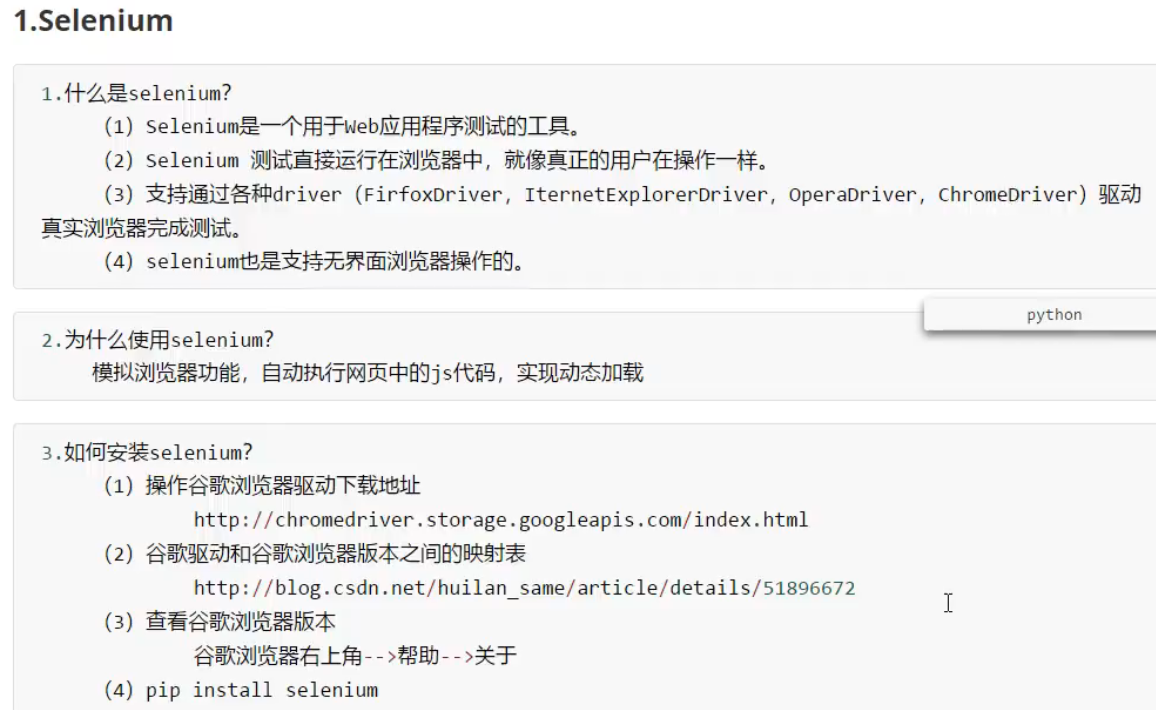 1.Selenium
1.什么是selenium?
(1) Selenium是一个用于Web应用程序测试的工具。
(2) Selenium 测试直接运行在浏览器中，就像真正的用户在操作一样。
(3) 支持通过各种driver（FirfoxDriver，IternetExplorerDriver，OperaDriver，ChromeDriver）驱动
真实浏览器完成测试。
(4) selenium也是支持无界面浏览器操作的。
python
2.为什么使用selenium?
模拟浏览器功能，自动执行网页中的js代码，实现动态加载
3.如何安装selenium?
(1) 操作谷歌浏览器驱动下载地址
http://chromedriver.storage.googleapis.com/index.html
(2) 谷歌驱动和谷歌浏览器版本之间的映射表
http://blog.csdn.net/huilan_same/article/details/51896672
(3) 查看谷歌浏览器版本
谷歌浏览器右上角-->帮助-->关于
(4) pip install selenium